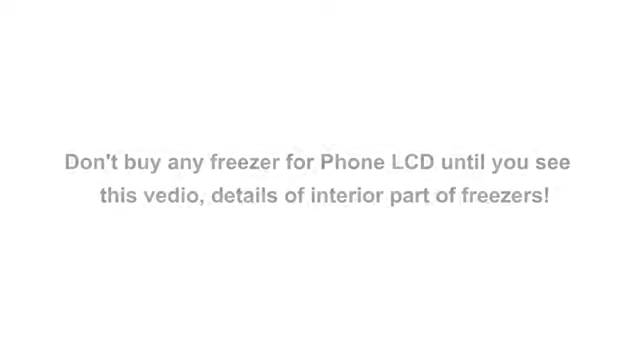 Don't buy any freezer for Phone LCD until you see
this vedio, details of interior part of freezers!